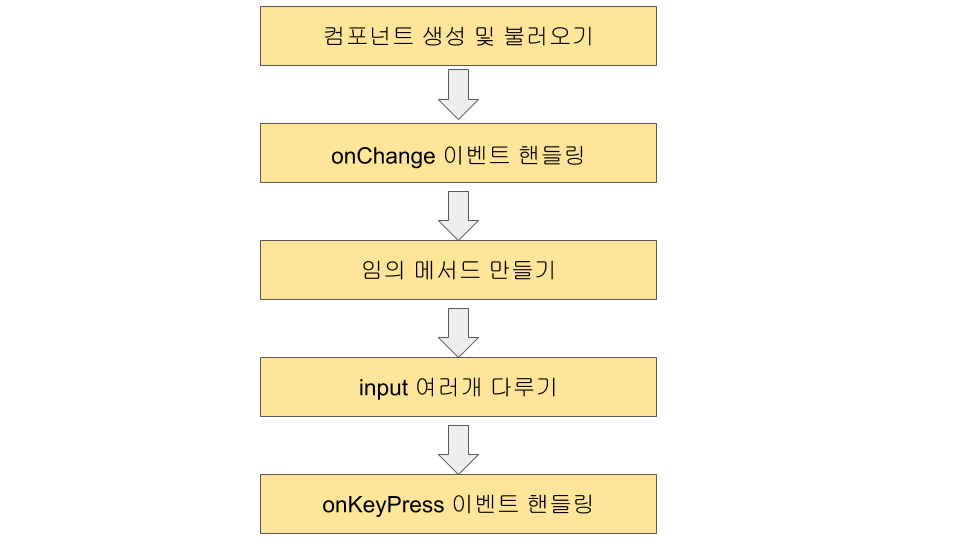 컴포넌트 생성 및 불러오기
onChange 이벤트 핸들링
임의 메서드 만들기
input 여러개 다루기
onKeyPress 이벤트 핸들링